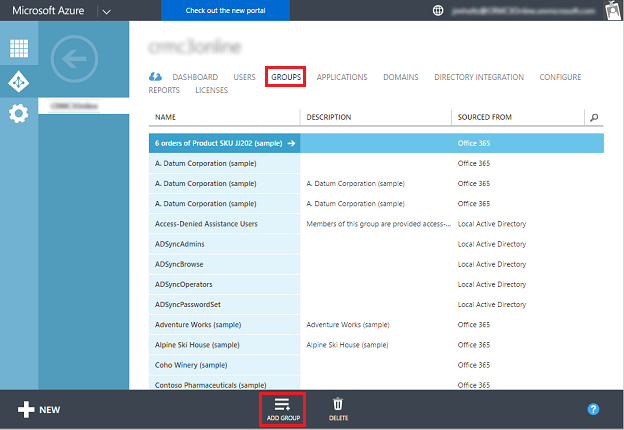 Microsoft Azure
Check out the new portal
DASHBOARD USERS GROUPS APPLICATIONS DOMAINS DIRECTORY INTEGRATION CONFIGURE
REPORTS LICENSES
NAME DESCRIPTION SOURCED FROM
6 orders of Product SKU JJ202 (sample) Office 365
A. Datum Corporation (sample) Office 365
A. Datum Corporation (sample) A. Datum Corporation (sample) Office 365
A. Datum Corporation (sample) A. Datum Corporation (sample) Office 365
Access-Denied Assistance Users Members of this group are provided access-... Local Active Directory
ADSyncAdmins Local Active Directory
ADSyncBrowse Local Active Directory
ADSyncOperators Local Active Directory
ADSyncPasswordSet Local Active Directory
Adventure Works (sample) Adventure Works (sample) Office 365
Alpine Ski House (sample) Alpine Ski House (sample) Office 365
Coho Winery (sample) Office 365
Contoso Pharmaceuticals (sample) Office 365
NEW ADD GROUP DELETE ?